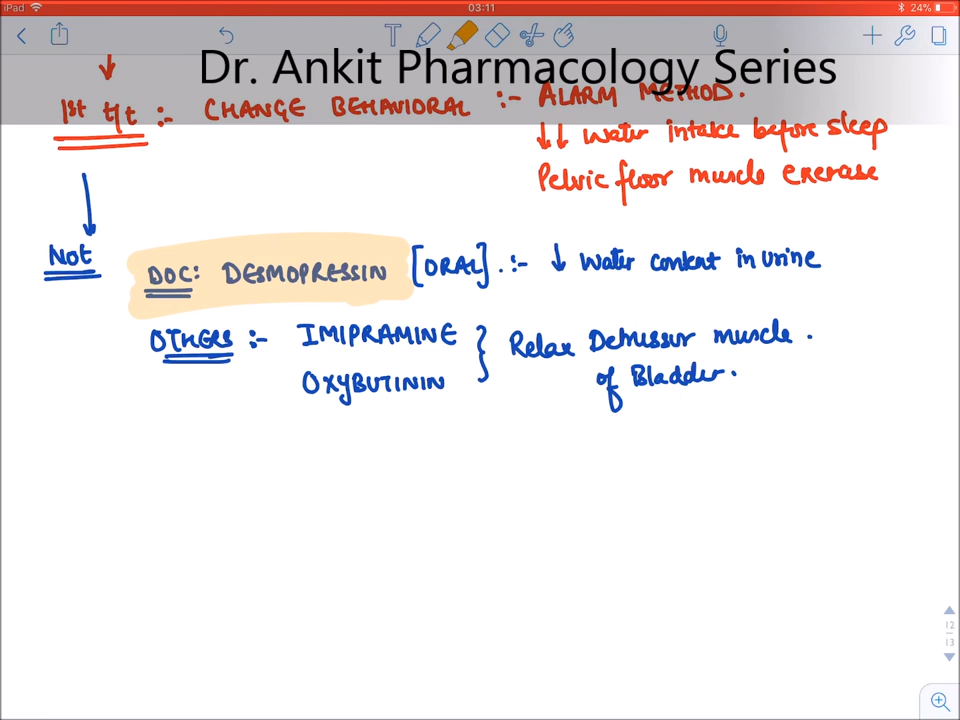 iPad 03:11 24%
T
Dr. Ankit Pharmacology Series
1st t/t :- CHANGE BEHAVIORAL :- ALARM METHOD.
↓↓ Water intake before sleep
Pelvic floor muscle exercise
Not
DOC: DESMOPRESSIN [ORAL] :- ↓ Water content in urine
OTHERS :- IMIPRAMINE } Relax Detrussor muscle.
OXYBUTININ of Bladder.
12
13